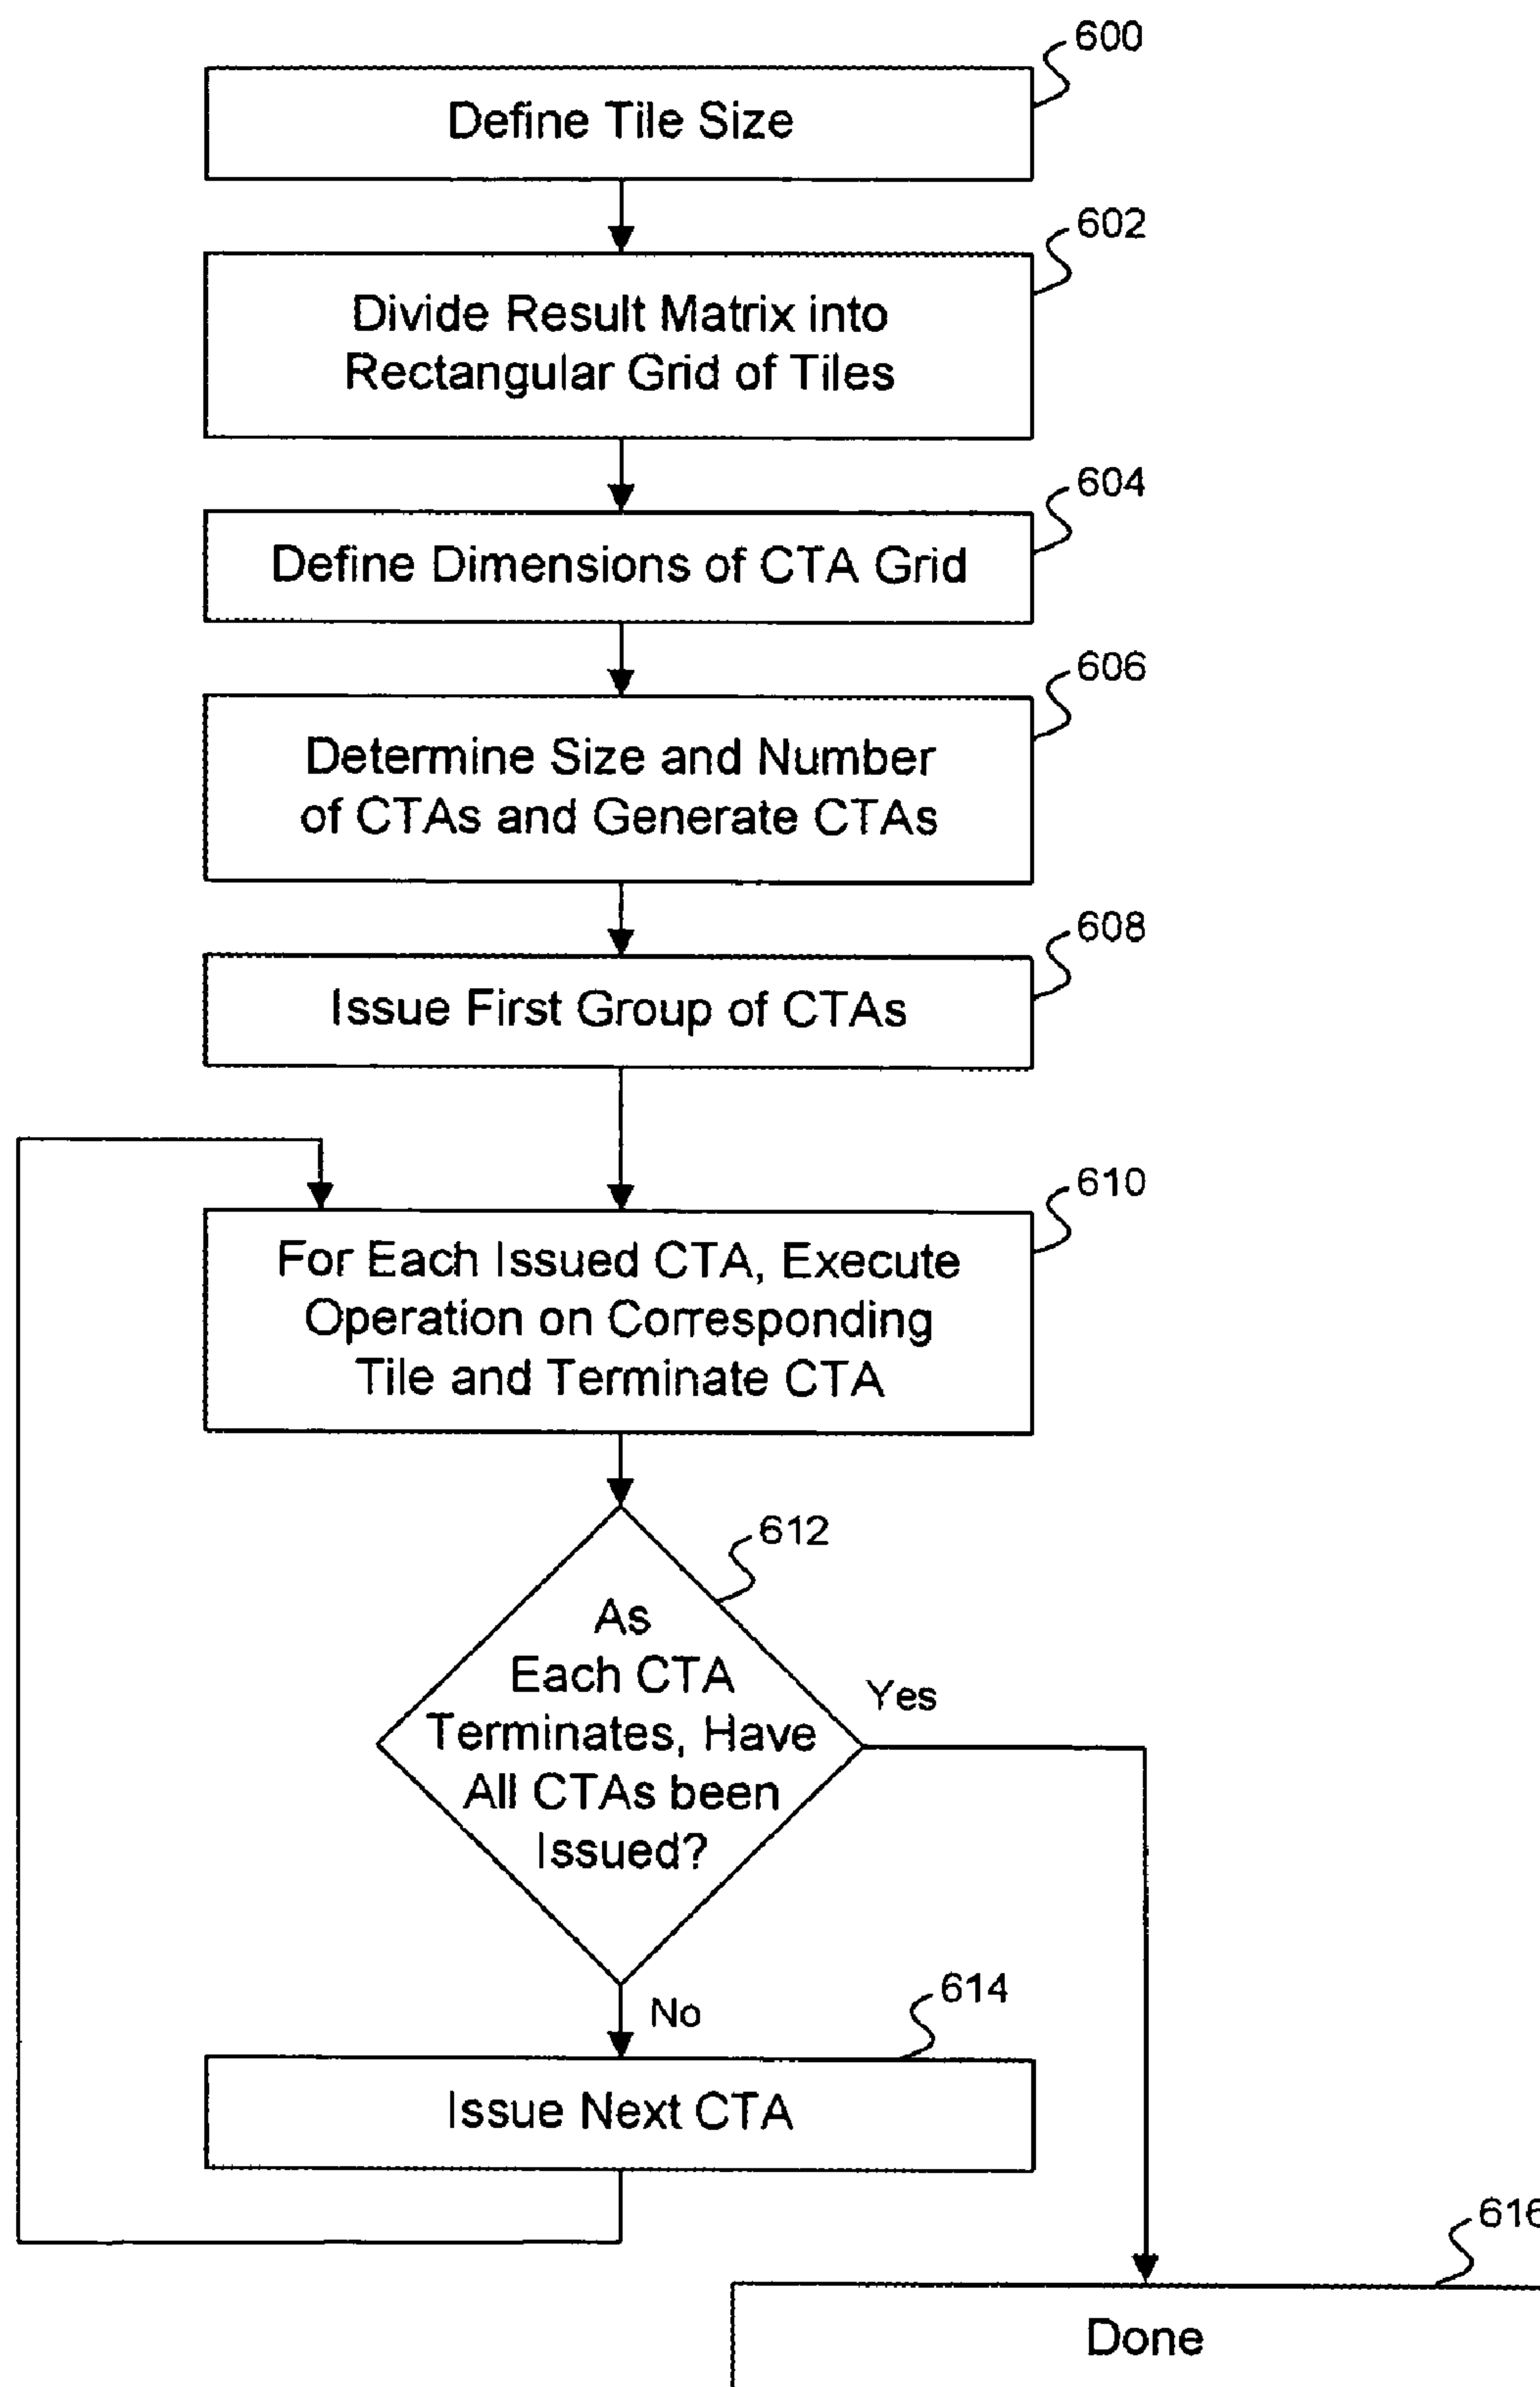 600
Define Tile Size
602
Divide Result Matrix into
Rectangular Grid of Tiles
604
Define Dimensions of CTA Grid
606
Determine Size and Number
of CTAs and Generate CTAs
608
Issue First Group of CTAs
610
For Each Issued CTA, Execute
Operation on Corresponding
Tile and Terminate CTA
612
As
Each CTA
Terminates, Have
All CTAs been
Issued?
Yes
No
614
Issue Next CTA
616
Done